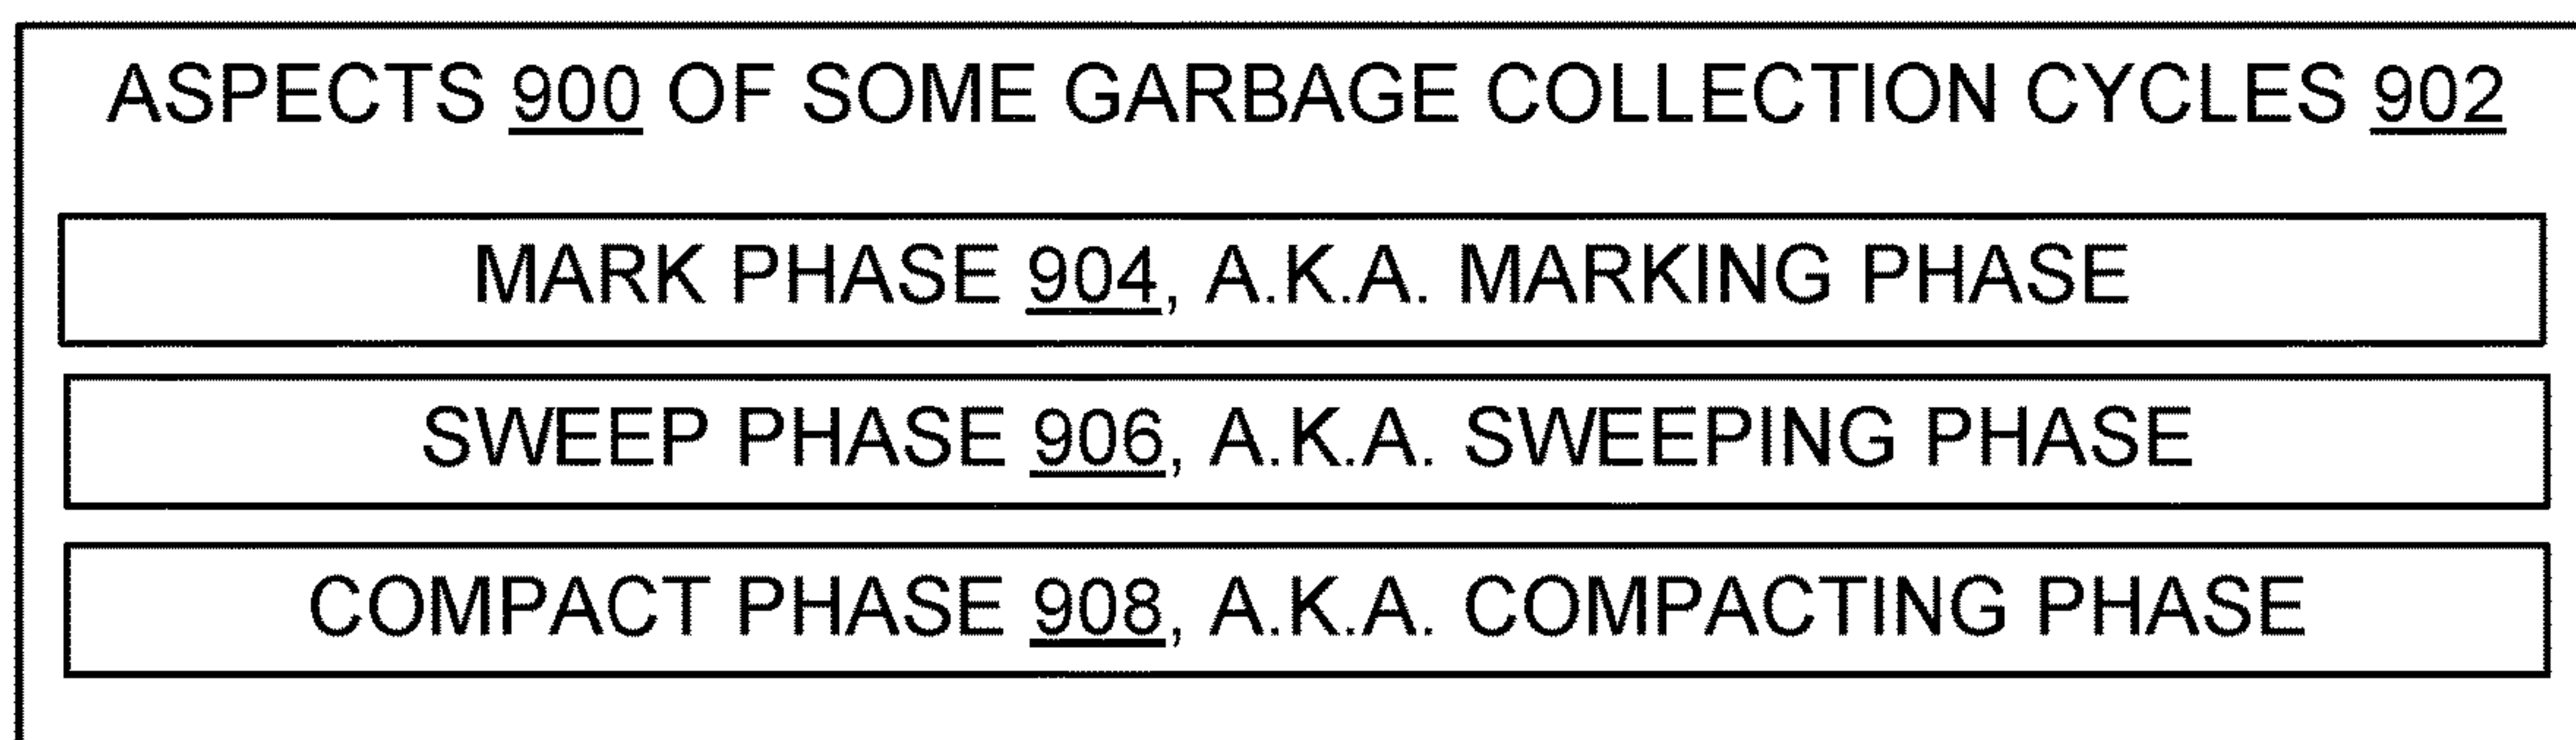 ASPECTS 900 OF SOME GARBAGE COLLECTION CYCLES 902
MARK PHASE 904, A.K.A. MARKING PHASE
SWEEP PHASE 906, A.K.A. SWEEPING PHASE
COMPACT PHASE 908, A.K.A. COMPACTING PHASE